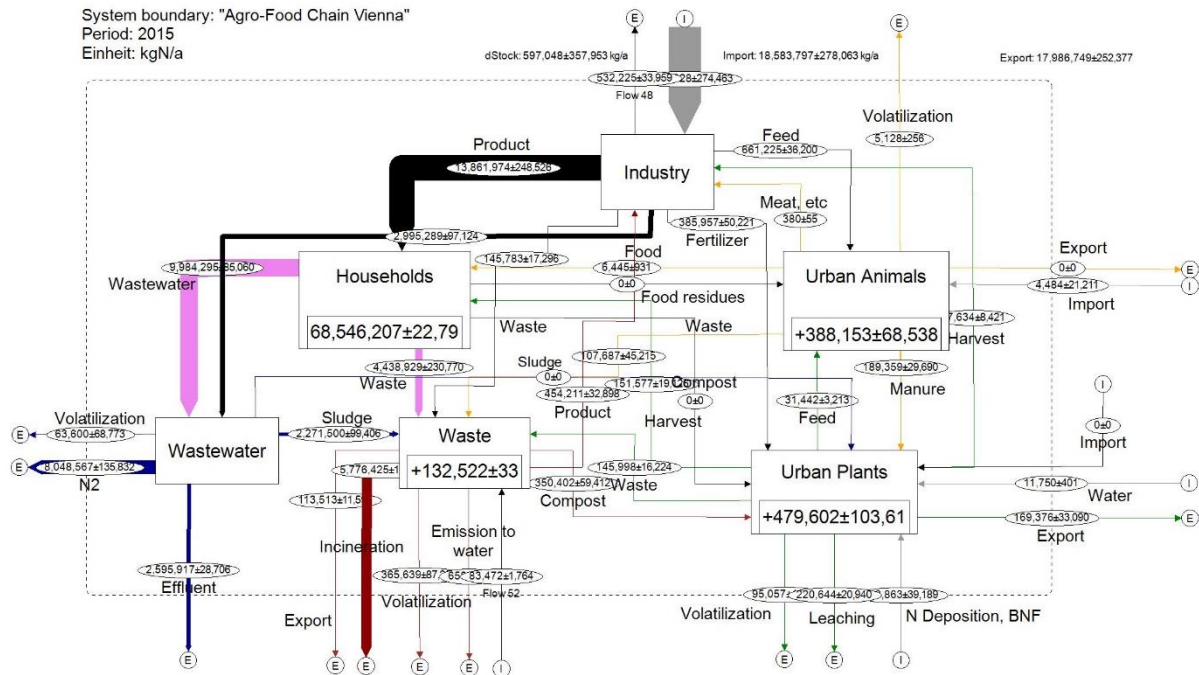 System boundary: "Agro-Food Chain Vienna"
Period: 2015
Einheit: kgN/a
E
I
E
dStock: 597,048±357,953 kg/a
Import: 18,583,797±278,063 kg/a
Export: 17,986,749±252,377
532,225±33,959
28±274,463
Flow 48
Volatilization
5,128±256
Product
13,861,974±248,526
Industry
Feed
661,225±36,200
Meat, etc
380±55
385,957±50,221
Fertilizer
2,995,289±97,124
145,783±17,296
Food
6,445±931
0±0
Food residues
Export
0±0
E
4,484±21,211
I
Import
9,984,295±85,060
Wastewater
Households
68,546,207±22,79
Urban Animals
+388,153±68,538
7,634±8,421
Harvest
Waste
Waste
107,687±45,215
Sludge
0±0
4,438,929±230,770
Waste
454,211±32,898
Product
151,577±19,
Compost
0±0
Harvest
189,359±29,690
Manure
31,442±3,213
Feed
I
0±0
Import
Volatilization
E
63,600±68,773
Wastewater
Sludge
2,271,500±99,406
Waste
+132,522±33
E
8,048,567±135,832
N2
145,998±16,224
Waste
Urban Plants
+479,602±103,61
11,750±401
I
Water
169,376±33,090
E
Export
5,776,425±1
113,513±11,5
350,402±59,412
Compost
Incineration
Emission to
water
365,639±87,
83,472±1,764
Volatilization
Flow 52
2,595,917±28,706
Effluent
Export
95,057±
220,644±20,940
,863±39,189
Volatilization
Leaching
N Deposition, BNF
E
E
E
E
E
I
E
E
I